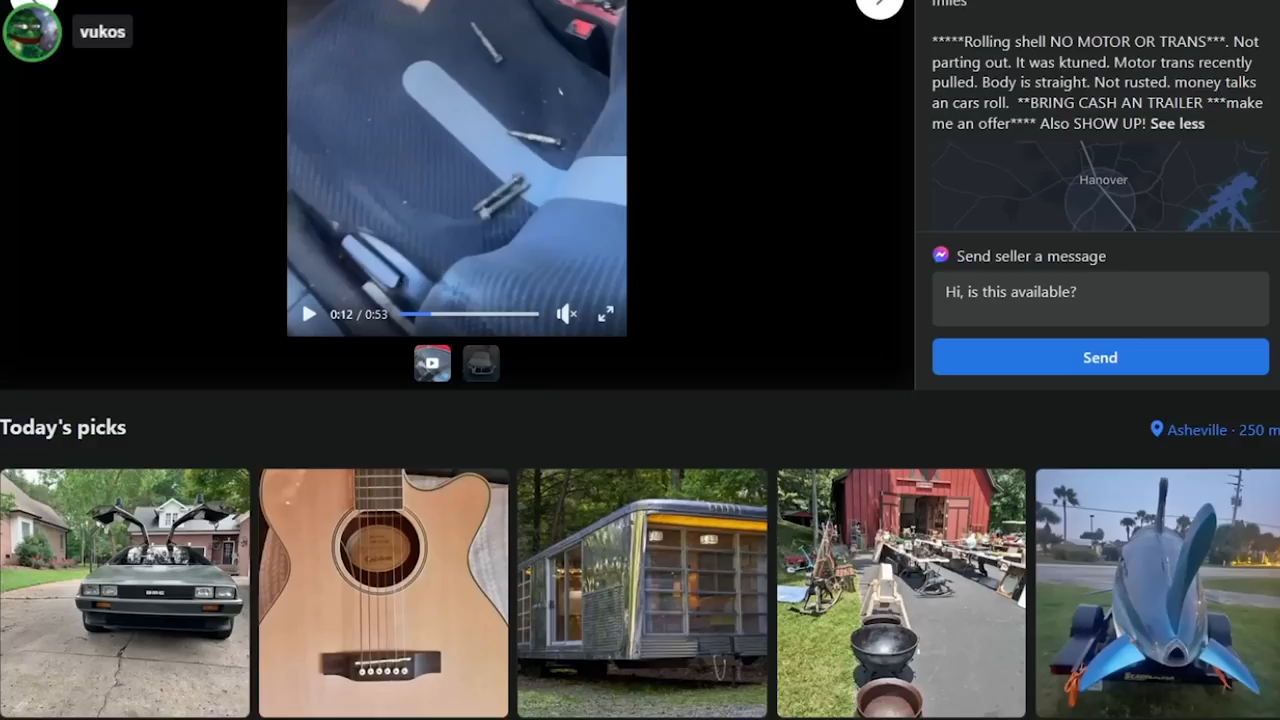 vukos
miles
*****Rolling shell NO MOTOR OR TRANS***. Not
parting out. It was ktuned. Motor trans recently
pulled. Body is straight. Not rusted. money talks
an cars roll.  **BRING CASH AN TRAILER ***make
me an offer**** Also SHOW UP! See less
Hanover
Send seller a message
Hi, is this available?
Send
0:12 / 0:53
Today's picks
Asheville · 250 m